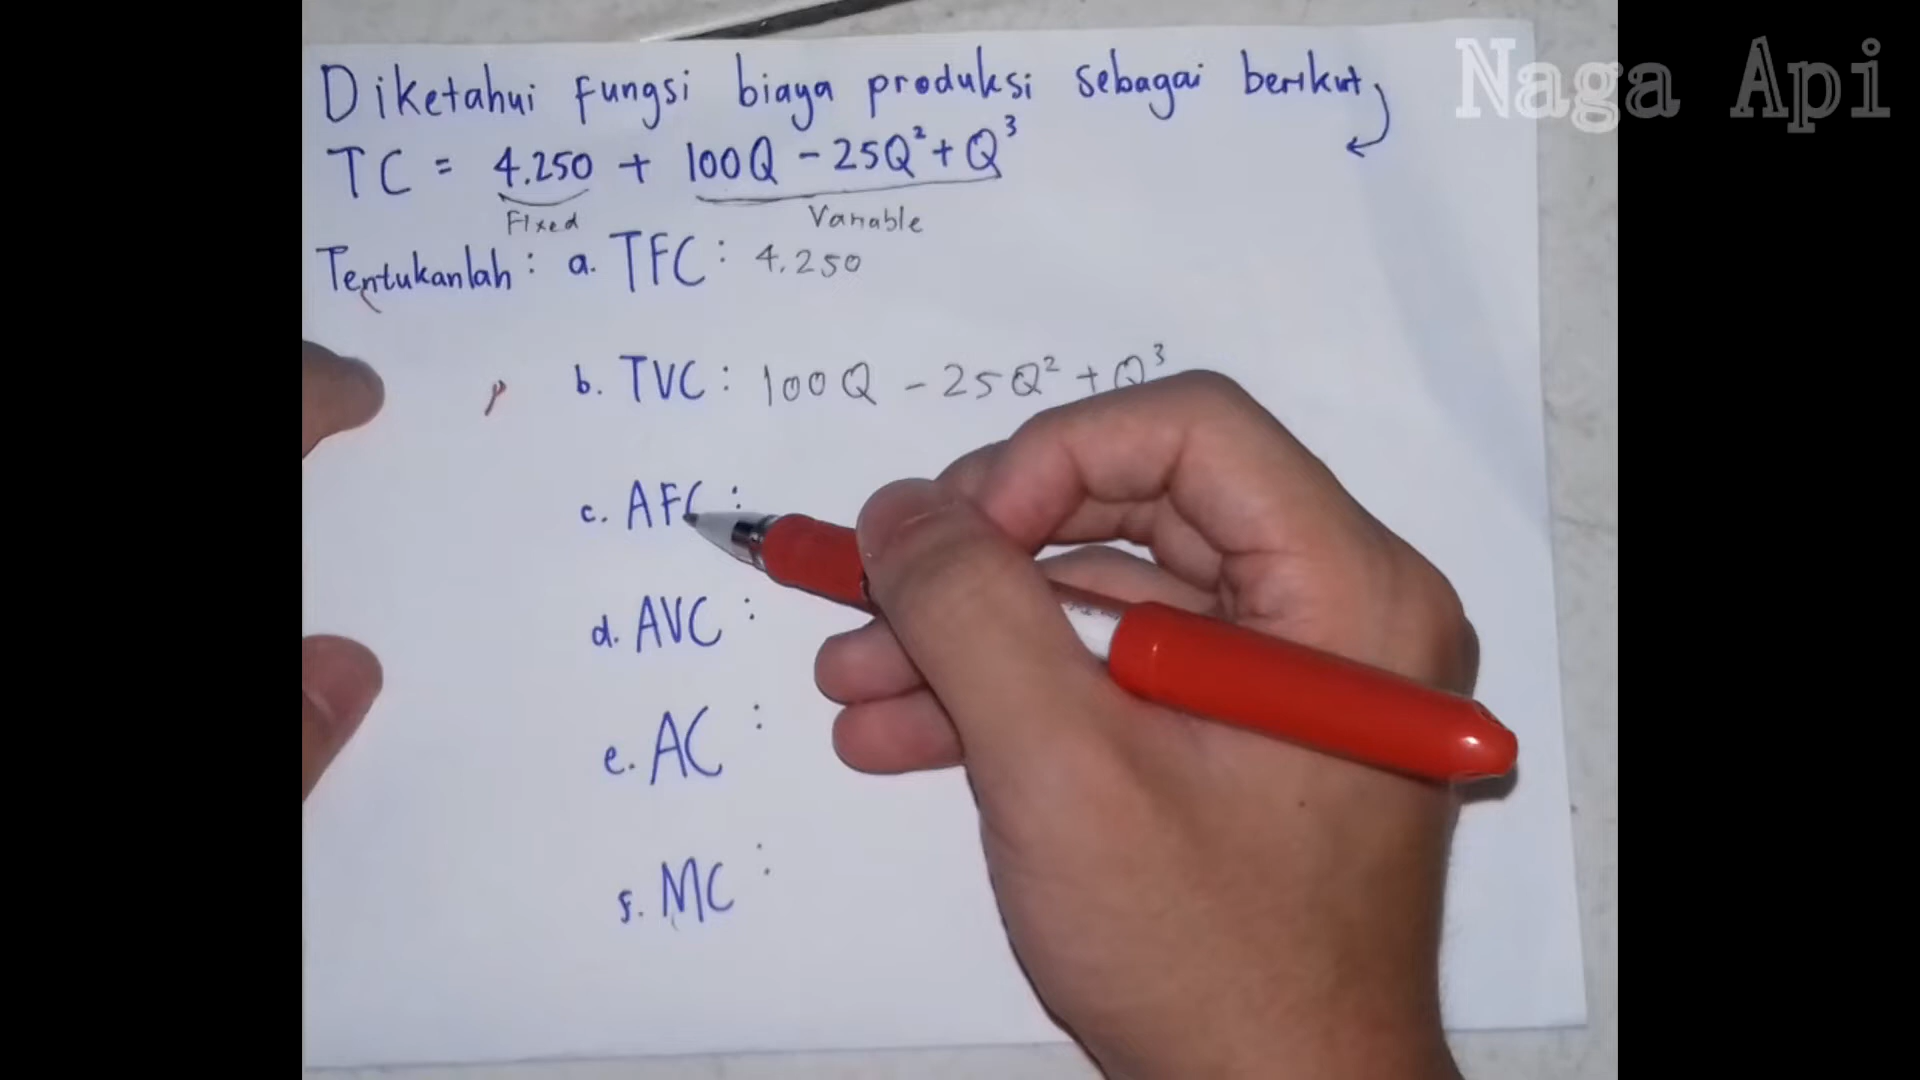 Naga Api
Diketahui fungsi biaya produksi sebagai berikut
TC = 4.250 + 100Q - 25Q² + Q³
Fixed Variable
Tentukanlah : a. TFC : 4.250
b. TVC : 100Q - 25Q² + Q³
c. AFC :
d. AVC :
e. AC :
f. MC :